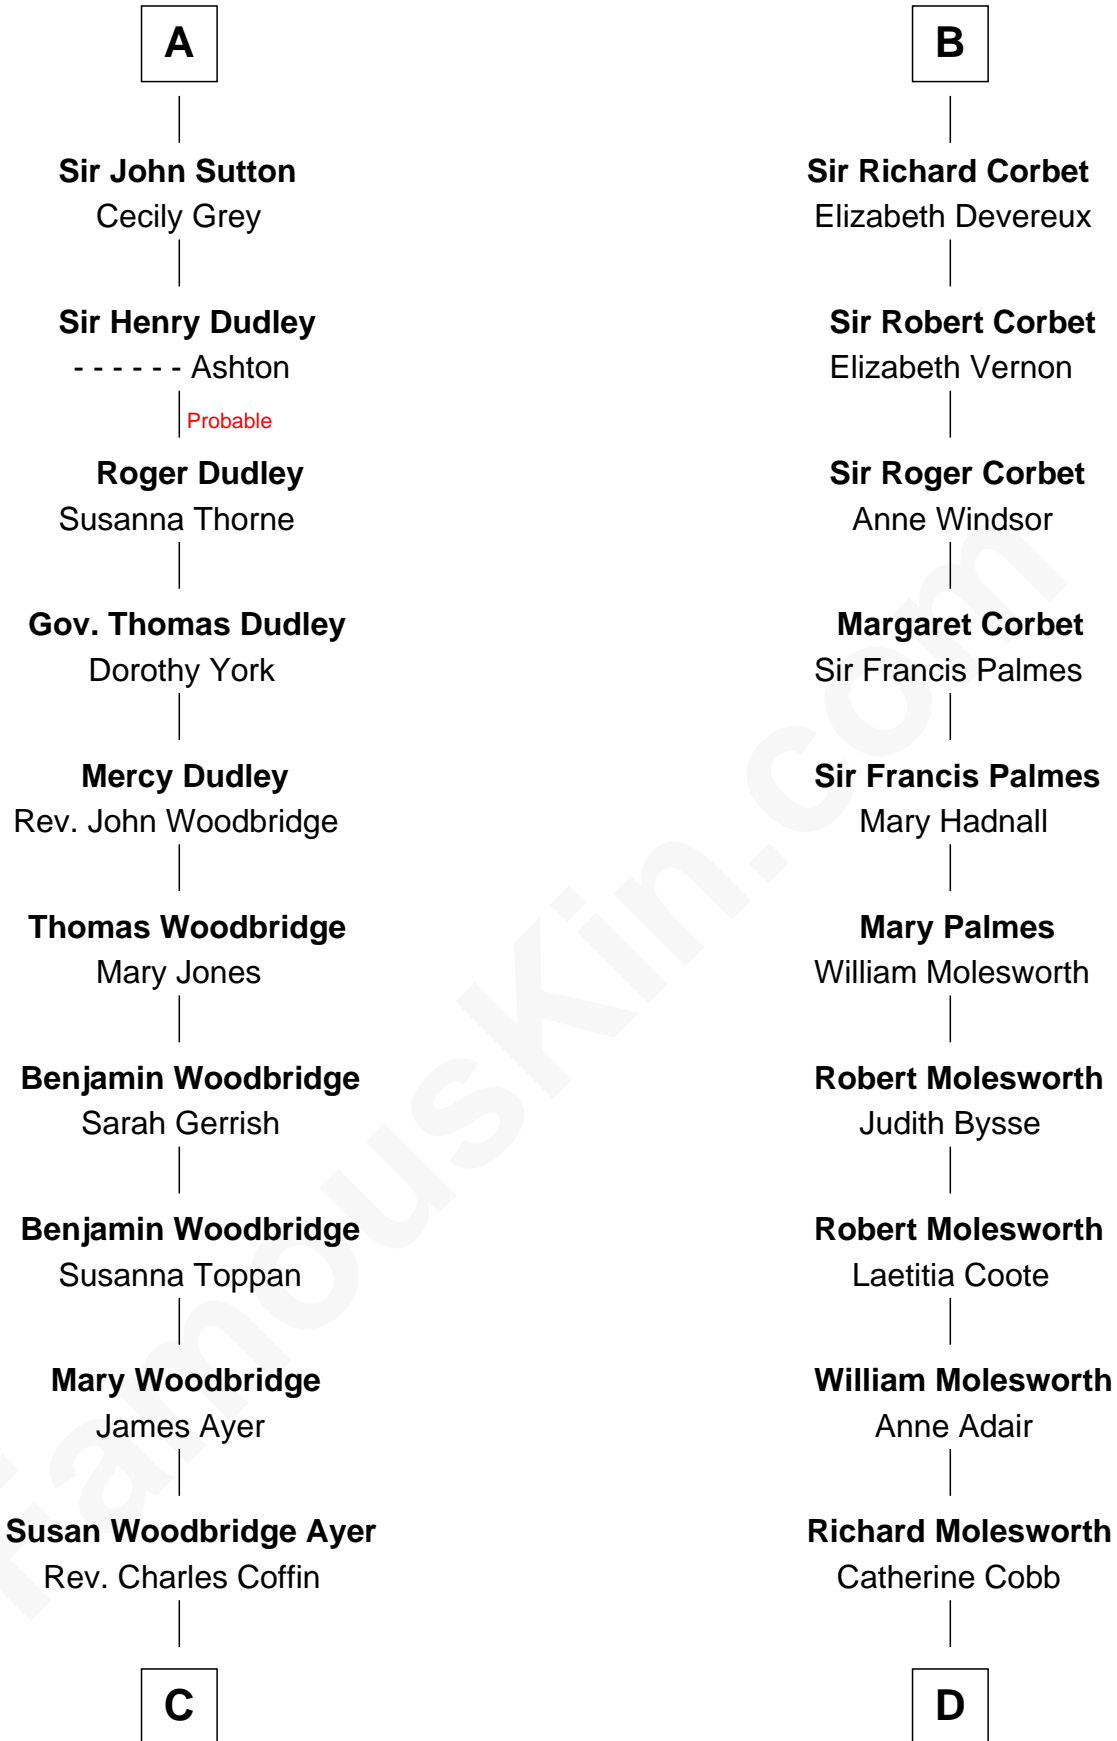 A
Sir John Sutton
Cecily Grey
Sir Henry Dudley
- - - - - - Ashton
Probable
Roger Dudley
Susanna Thorne
Gov. Thomas Dudley
Dorothy York
Mercy Dudley
Rev. John Woodbridge
Thomas Woodbridge
Mary Jones
Benjamin Woodbridge
Sarah Gerrish
Benjamin Woodbridge
Susanna Toppan
Mary Woodbridge
James Ayer
Susan Woodbridge Ayer
Rev. Charles Coffin
C
B
Sir Richard Corbet
Elizabeth Devereux
Sir Robert Corbet
Elizabeth Vernon
Sir Roger Corbet
Anne Windsor
Margaret Corbet
Sir Francis Palmes
Sir Francis Palmes
Mary Hadnall
Mary Palmes
William Molesworth
Robert Molesworth
Judith Bysse
Robert Molesworth
Laetitia Coote
William Molesworth
Anne Adair
Richard Molesworth
Catherine Cobb
D
FamousKin.com